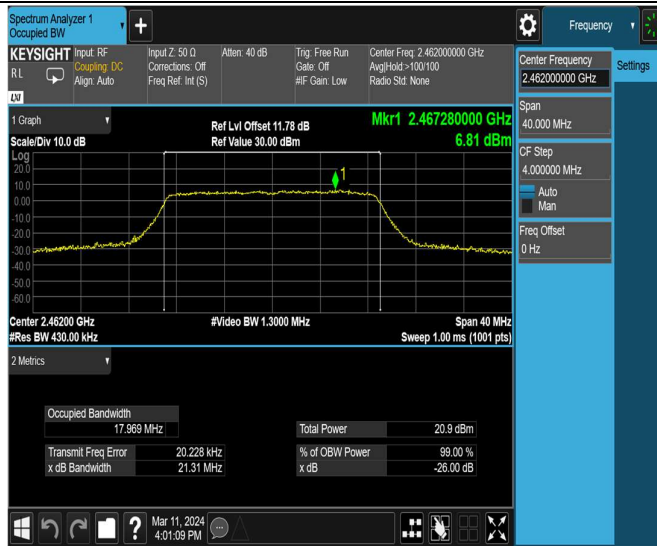 Spectrum Analyzer 1
Occupied BW
Frequency
KEYSIGHT
RL
LXI
Input: RF
Coupling: DC
Align: Auto
Input Z: 50 Ω
Corrections: Off
Freq Ref: Int (S)
Atten: 40 dB
Trig: Free Run
Gate: Off
#IF Gain: Low
Center Freq: 2.462000000 GHz
Avg|Hold:>100/100
Radio Std: None
Center Frequency
2.462000000 GHz
Settings
Span
40.000 MHz
CF Step
4.000000 MHz
Auto
Man
Freq Offset
0 Hz
1 Graph
Scale/Div 10.0 dB
Ref Lvl Offset 11.78 dB
Ref Value 30.00 dBm
Mkr1 2.467280000 GHz
6.81 dBm
Log
20.0
10.0
0.00
-10.0
-20.0
-30.0
-40.0
-50.0
-60.0
1
Center 2.46200 GHz
#Res BW 430.00 kHz
#Video BW 1.3000 MHz
Span 40 MHz
Sweep 1.00 ms (1001 pts)
2 Metrics
Occupied Bandwidth
17.969 MHz
Total Power 20.9 dBm
Transmit Freq Error 20.228 kHz
% of OBW Power 99.00 %
x dB Bandwidth 21.31 MHz
x dB -26.00 dB
?
Mar 11, 2024
4:01:09 PM